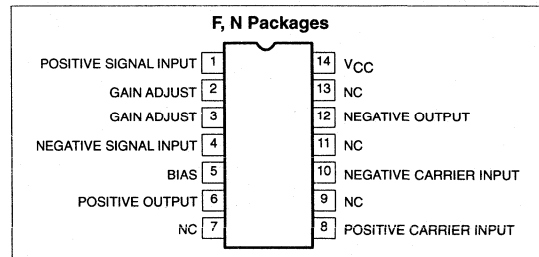 F, N Packages
POSITIVE SIGNAL INPUT 1
14 VCC
GAIN ADJUST 2
13 NC
GAIN ADJUST 3
12 NEGATIVE OUTPUT
NEGATIVE SIGNAL INPUT 4
11 NC
BIAS 5
10 NEGATIVE CARRIER INPUT
POSITIVE OUTPUT 6
9 NC
NC 7
8 POSITIVE CARRIER INPUT